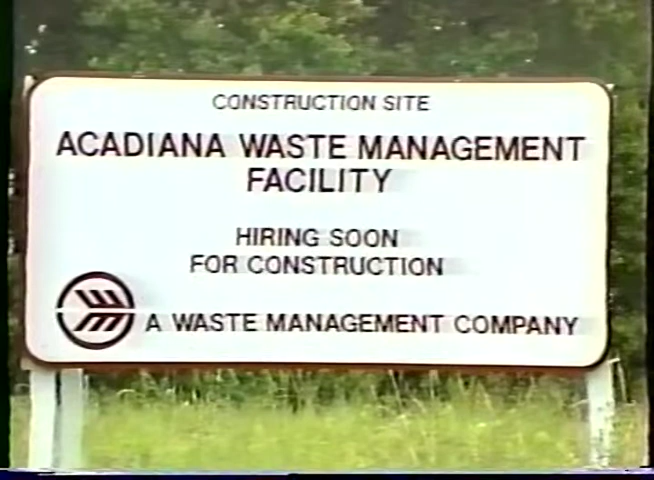 CONSTRUCTION SITE
ACADIANA WASTE MANAGEMENT
FACILITY
HIRING SOON
FOR CONSTRUCTION
A WASTE MANAGEMENT COMPANY